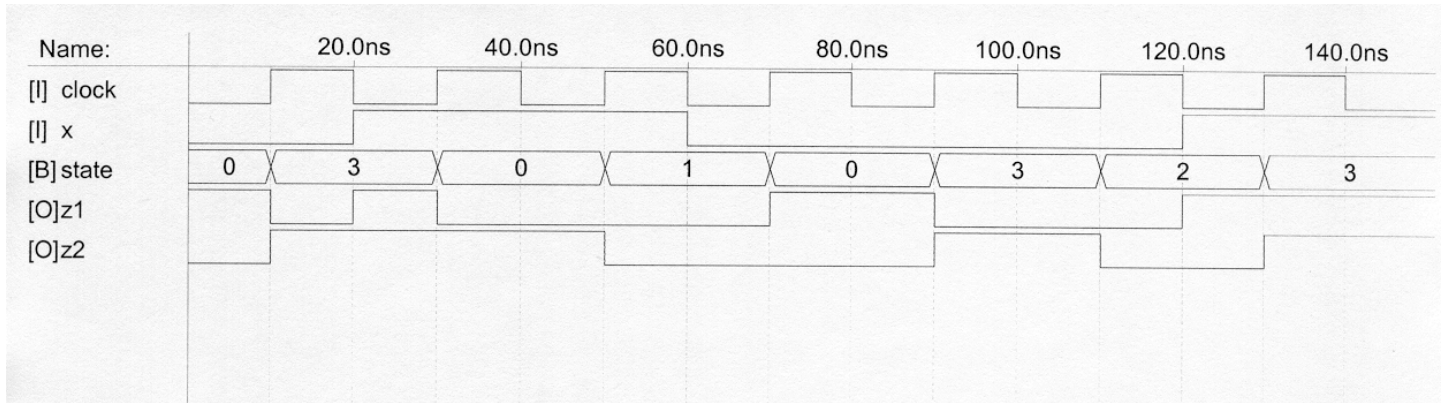 Name: 20.0ns 40.0ns 60.0ns 80.0ns 100.0ns 120.0ns 140.0ns
[I] clock
[I] x
[B] state 0 3 0 1 0 3 2 3
[O]z1
[O]z2